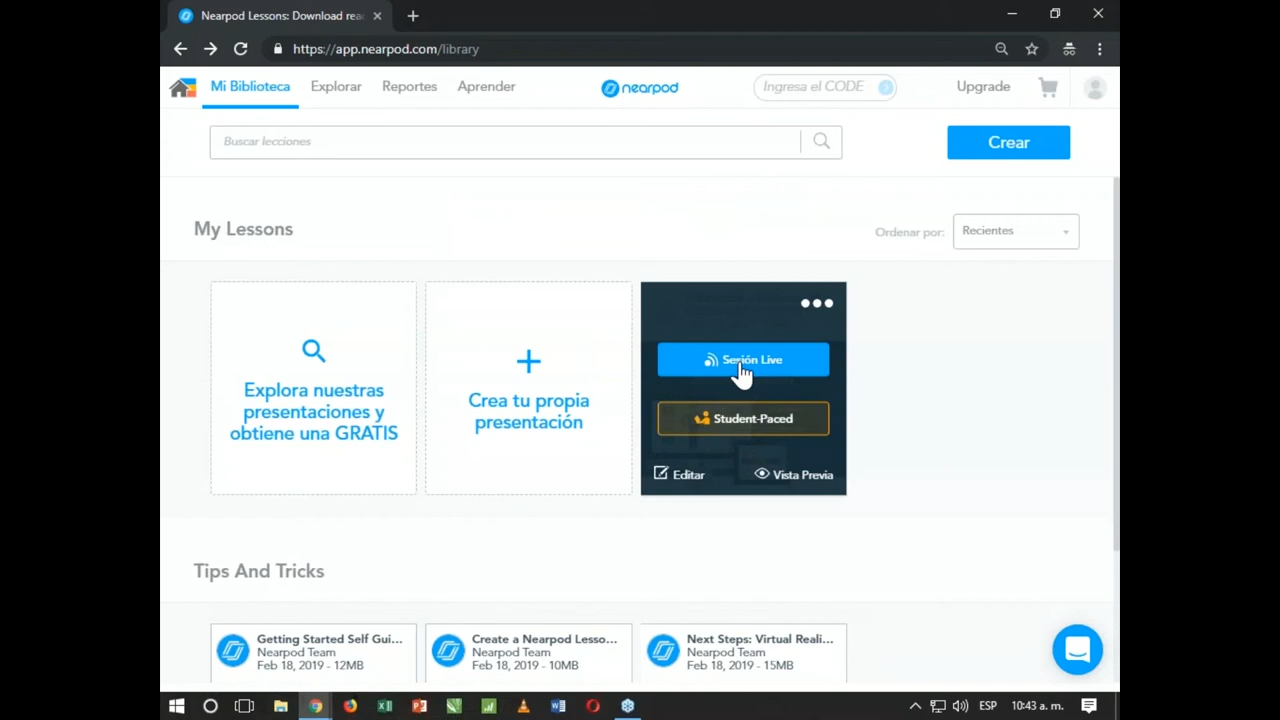 Nearpod Lessons: Download rea
https://app.nearpod.com/library
Mi Biblioteca
Explorar
Reportes
Aprender
nearpod
Ingresa el CODE
Upgrade
Buscar lecciones
Crear
My Lessons
Ordenar por:
Recientes
Explora nuestras
presentaciones y
obtiene una GRATIS
Crea tu propia
presentación
Sesión Live
Student-Paced
Editar
Vista Previa
Tips And Tricks
Getting Started Self Gui...
Nearpod Team
Feb 18, 2019 - 12MB
Create a Nearpod Lesso...
Nearpod Team
Feb 18, 2019 - 10MB
Next Steps: Virtual Reali...
Nearpod Team
Feb 18, 2019 - 15MB
ESP
10:43 a. m.